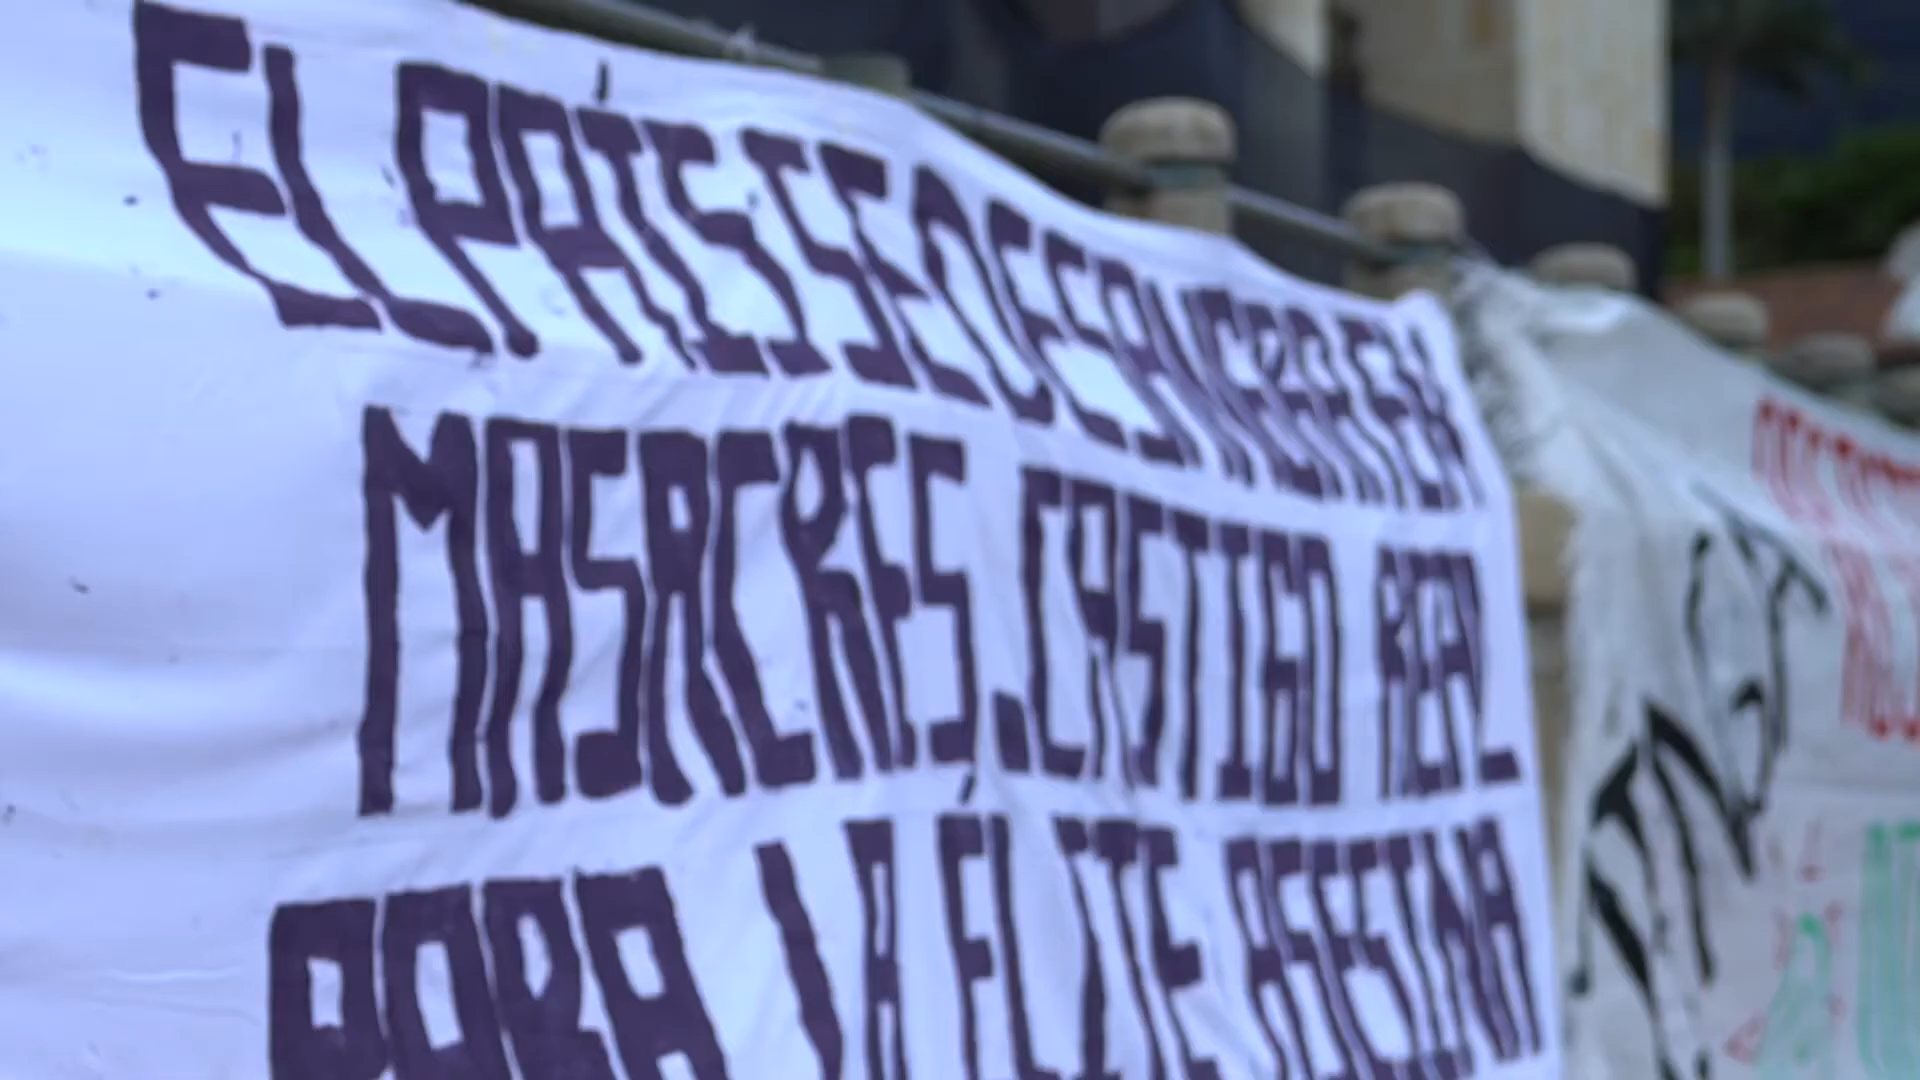 EL PAÍS SE DESANGRA EN
MASACRES. CASTIGO REAL
PARA LA ÉLITE ASESINA